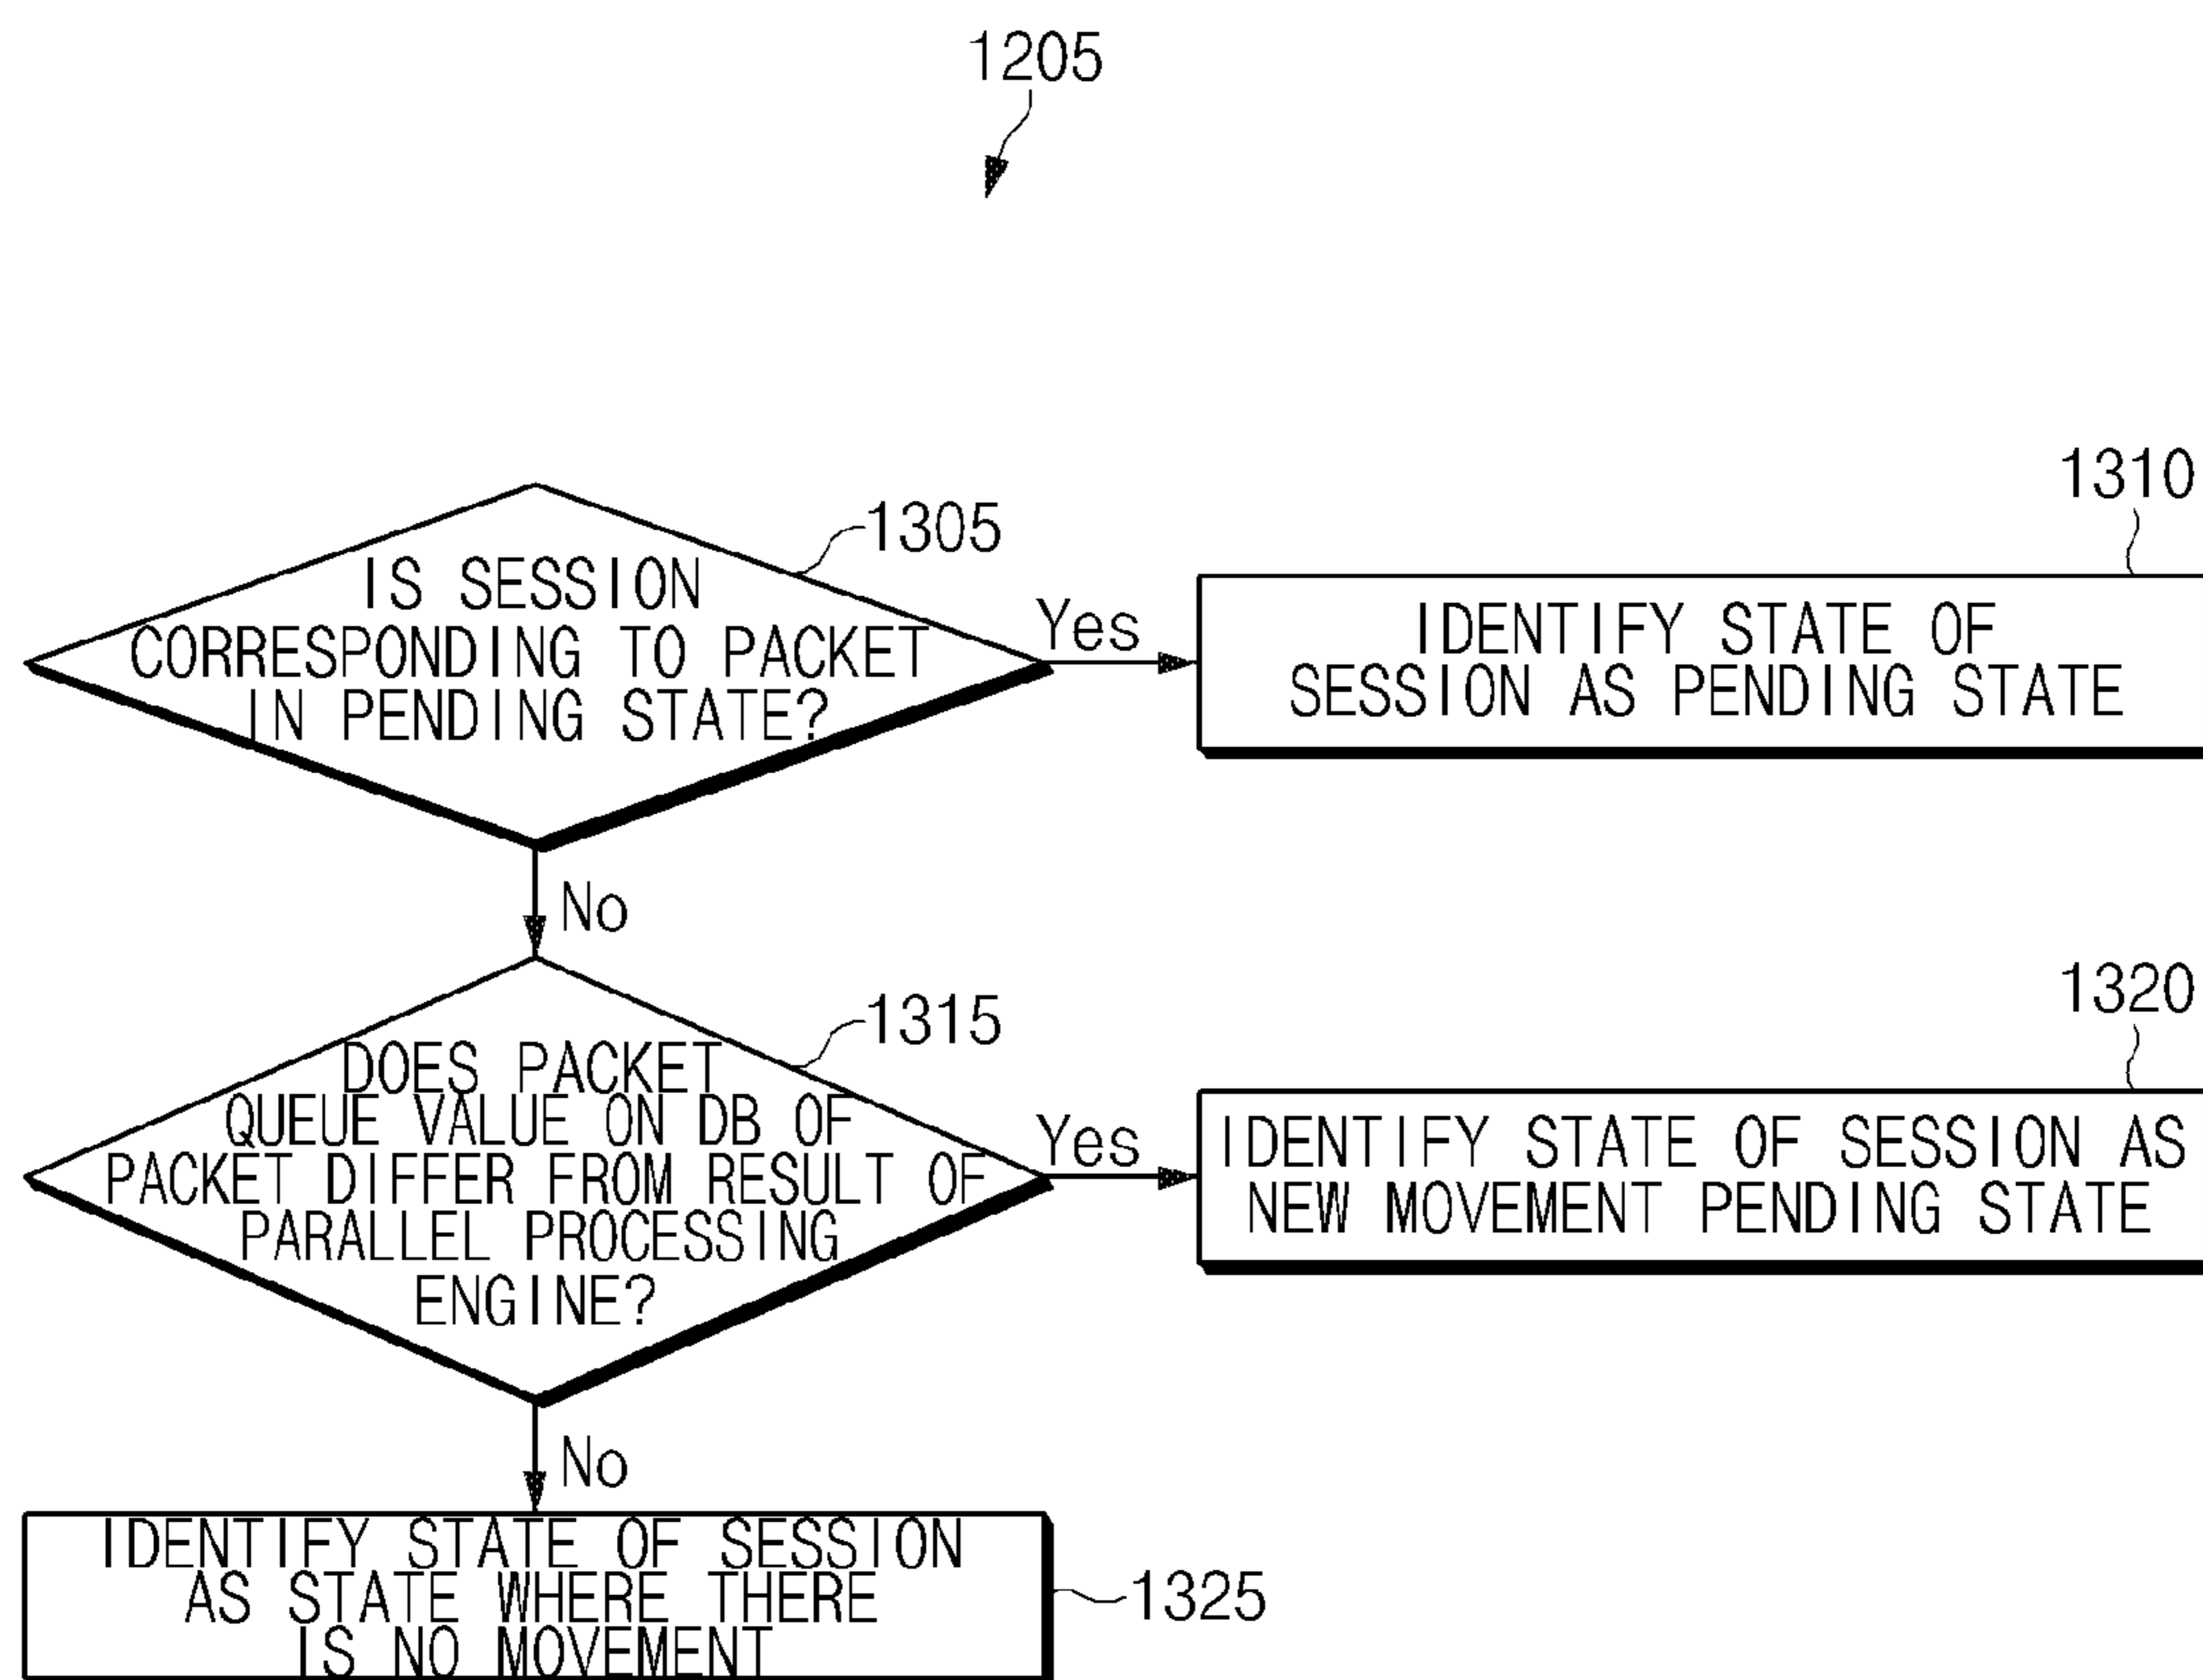 1205
1305
IS SESSION
CORRESPONDING TO PACKET
IN PENDING STATE?
Yes
1310
IDENTIFY STATE OF
SESSION AS PENDING STATE
No
1315
DOES PACKET
QUEUE VALUE ON DB OF
PACKET DIFFER FROM RESULT OF
PARALLEL PROCESSING
ENGINE?
Yes
1320
IDENTIFY STATE OF SESSION AS
NEW MOVEMENT PENDING STATE
No
IDENTIFY STATE OF SESSION
AS STATE WHERE THERE
IS NO MOVEMENT
1325